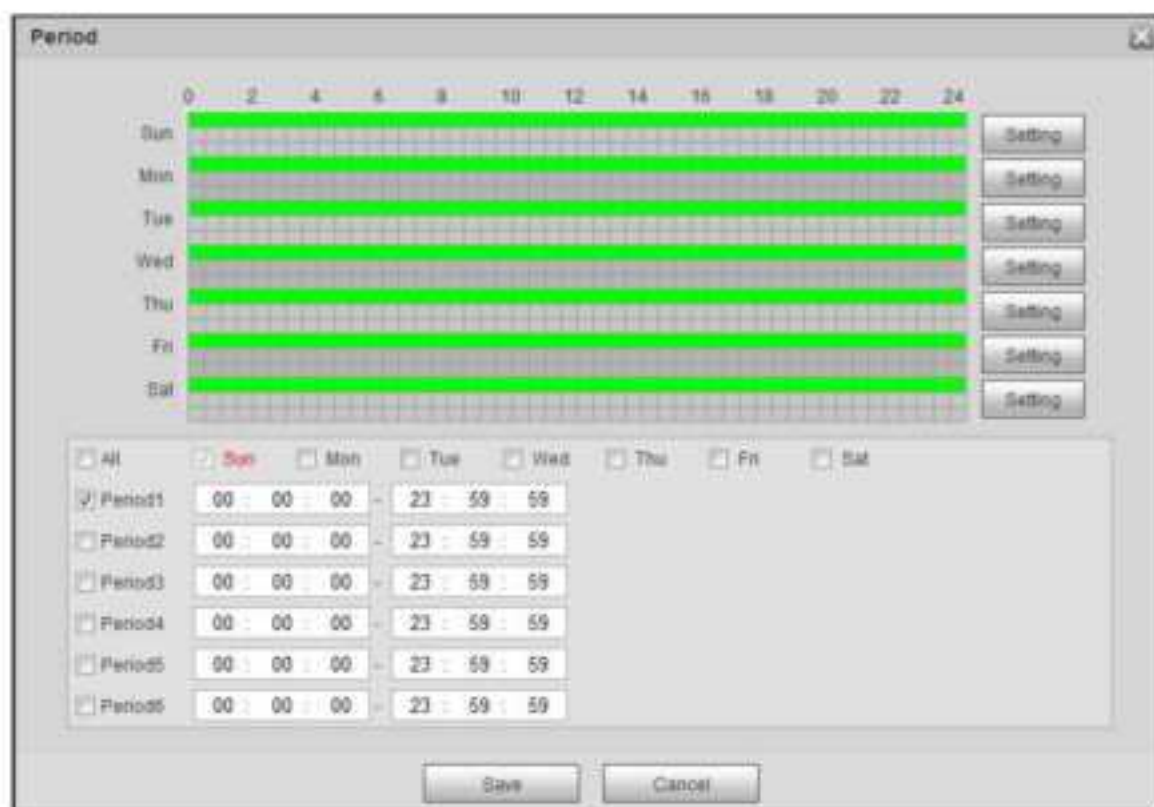 Period
0 2 4 6 8 10 12 14 16 18 20 22 24
Sun Setting
Mon Setting
Tue Setting
Wed Setting
Thu Setting
Fri Setting
Sat Setting
All Sun Mon Tue Wed Thu Fri Sat
Period1 00 : 00 : 00 - 23 : 59 : 59
Period2 00 : 00 : 00 - 23 : 59 : 59
Period3 00 : 00 : 00 - 23 : 59 : 59
Period4 00 : 00 : 00 - 23 : 59 : 59
Period5 00 : 00 : 00 - 23 : 59 : 59
Period6 00 : 00 : 00 - 23 : 59 : 59
Save Cancel